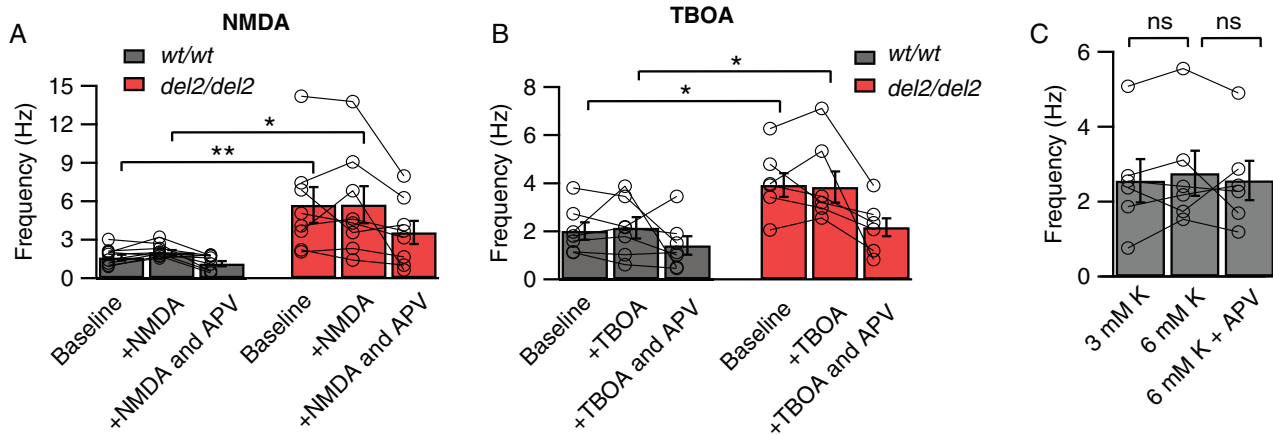 A
NMDA
wt/wt
del2/del2
Frequency (Hz)
15
12
9
6
3
0
*
**
Baseline
+NMDA
+NMDA and APV
Baseline
+NMDA
+NMDA and APV
B
TBOA
wt/wt
del2/del2
Frequency (Hz)
8
6
4
2
0
*
*
Baseline
+TBOA
+TBOA and APV
Baseline
+TBOA
+TBOA and APV
C
ns
ns
Frequency (Hz)
6
4
2
0
3 mM K
6 mM K
6 mM K + APV